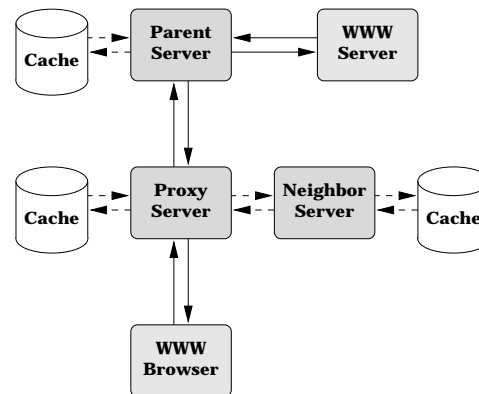 Parent
Server
WWW
Server
Cache
Proxy
Server
Neighbor
Server
Cache
Cache
WWW
Browser